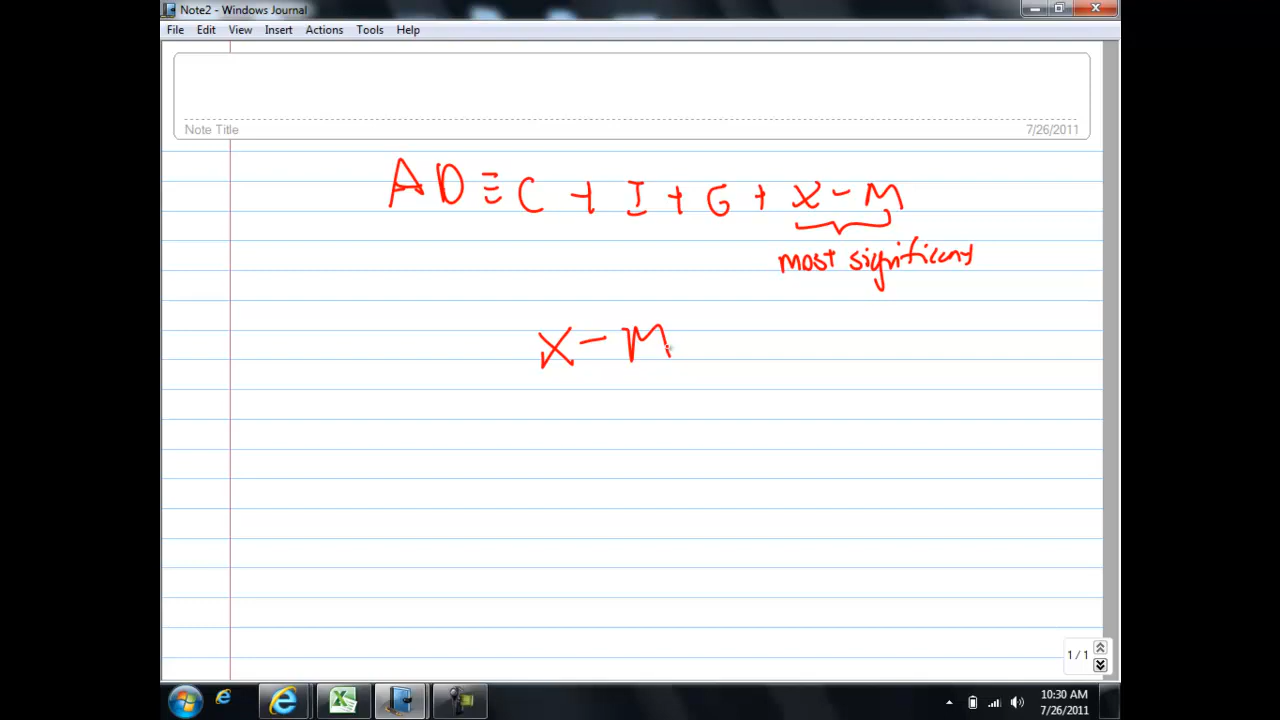 Note2 - Windows Journal
File Edit View Insert Actions Tools Help
Note Title 7/26/2011
AD ≡ C + I + G + X - M
most significant
X - M
1 / 1
10:30 AM
7/26/2011